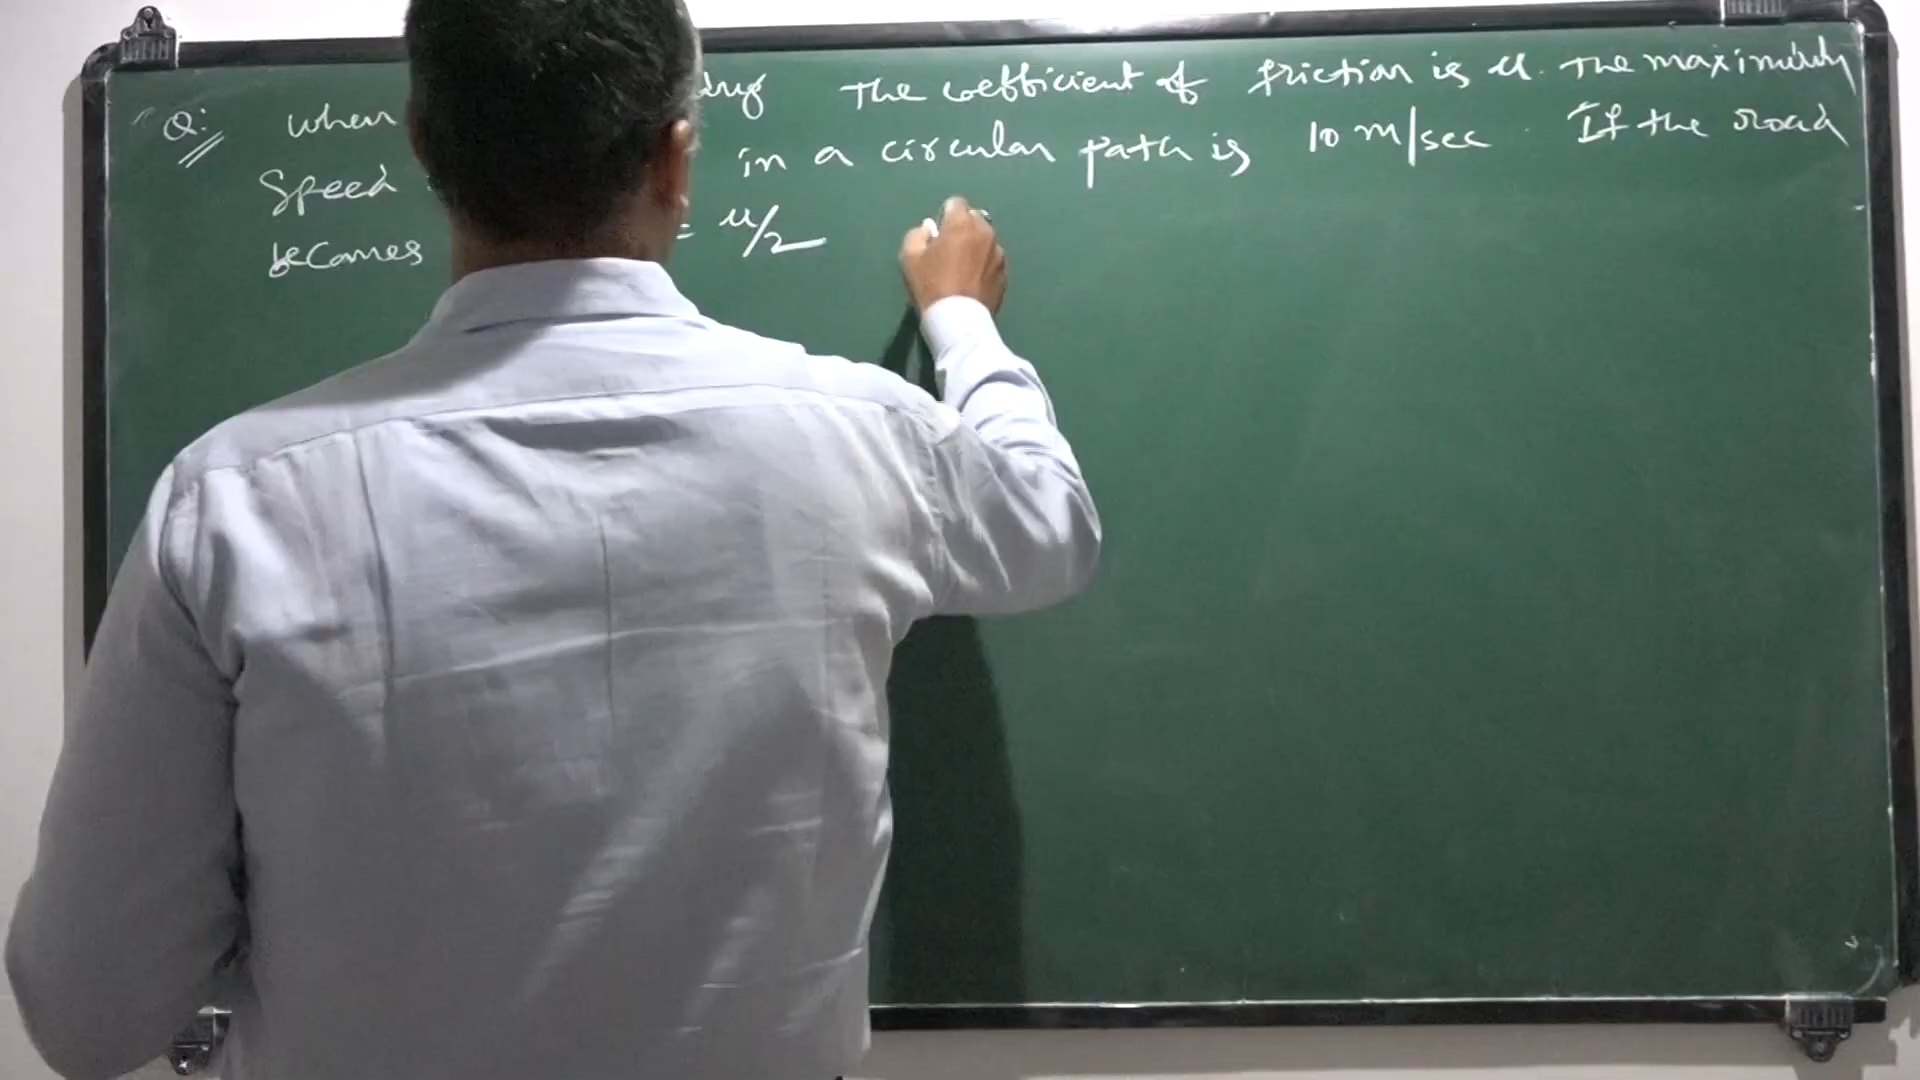 Q: when The coefficient of friction is μ. The maximum
Speed in a circular path is 10 m/sec. If the road
becomes = μ/2